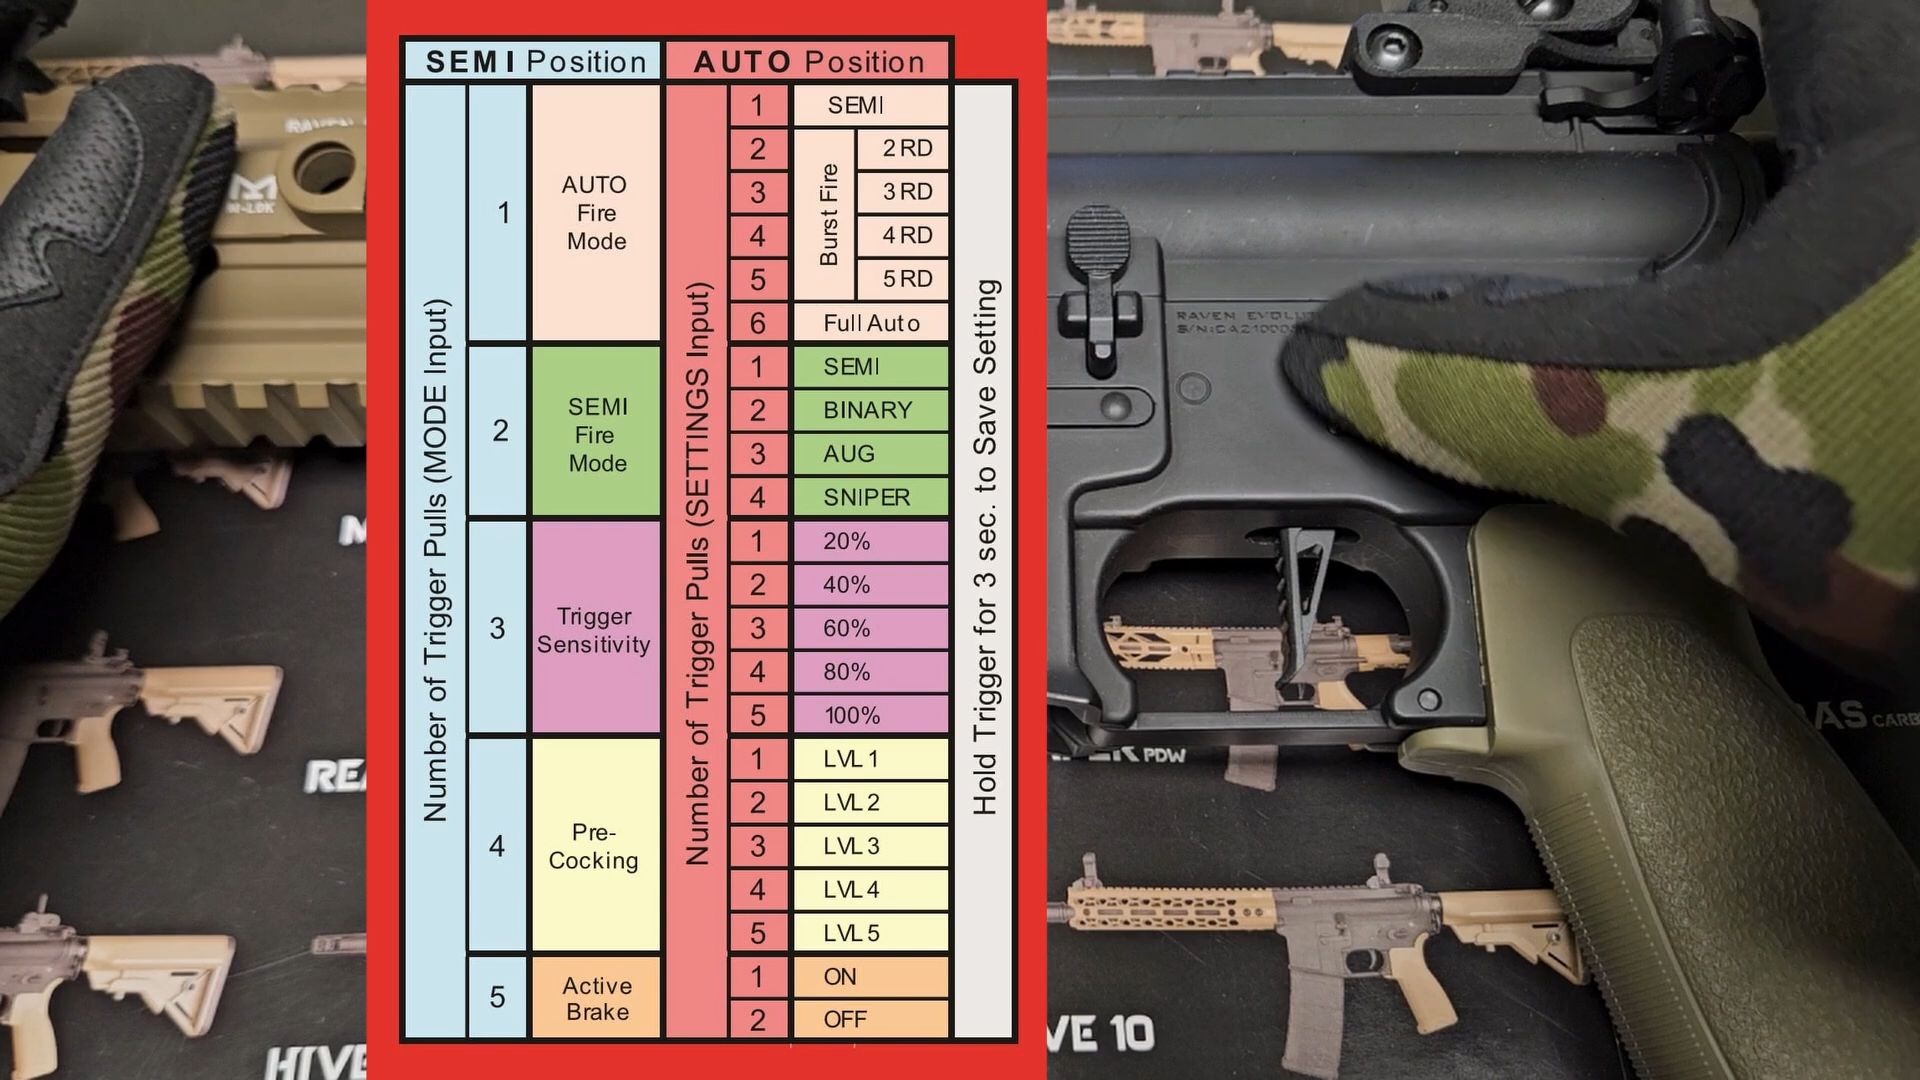 SEMI Position
AUTO Position
Number of Trigger Pulls (MODE Input)
1
AUTO
Fire
Mode
2
SEMI
Fire
Mode
3
Trigger
Sensitivity
4
Pre-
Cocking
5
Active
Brake
Number of Trigger Pulls (SETTINGS Input)
1
SEMI
Burst Fire
2
2 RD
3
3 RD
4
4 RD
5
5 RD
6
Full Auto
1
SEMI
2
BINARY
3
AUG
4
SNIPER
1
20%
2
40%
3
60%
4
80%
5
100%
1
LVL 1
2
LVL 2
3
LVL 3
4
LVL 4
5
LVL 5
1
ON
2
OFF
Hold Trigger for 3 sec. to Save Setting
RAVEN
PDW
HIVE
VE 10